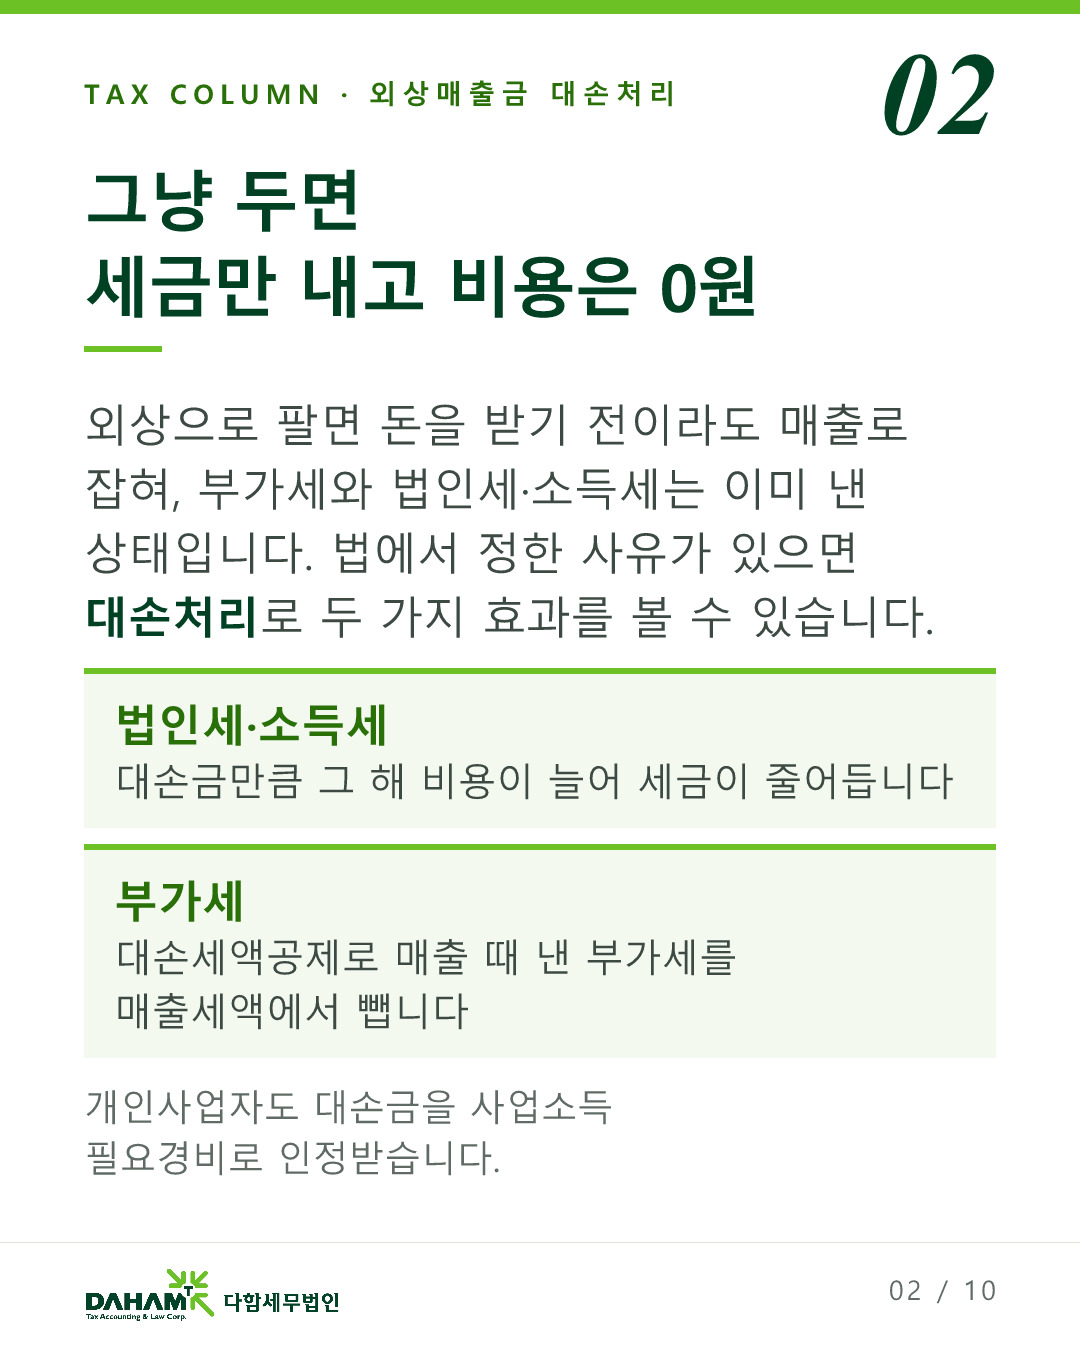 TAX COLUMN · 외상매출금 대손처리
02
그냥 두면
세금만 내고 비용은 0원
외상으로 팔면 돈을 받기 전이라도 매출로
잡혀, 부가세와 법인세·소득세는 이미 낸
상태입니다. 법에서 정한 사유가 있으면
대손처리로 두 가지 효과를 볼 수 있습니다.
법인세·소득세
대손금만큼 그 해 비용이 늘어 세금이 줄어듭니다
부가세
대손세액공제로 매출 때 낸 부가세를
매출세액에서 뺍니다
개인사업자도 대손금을 사업소득
필요경비로 인정받습니다.
DAHAM T 다함세무법인
Tax Accounting & Law Corp.
02 / 10